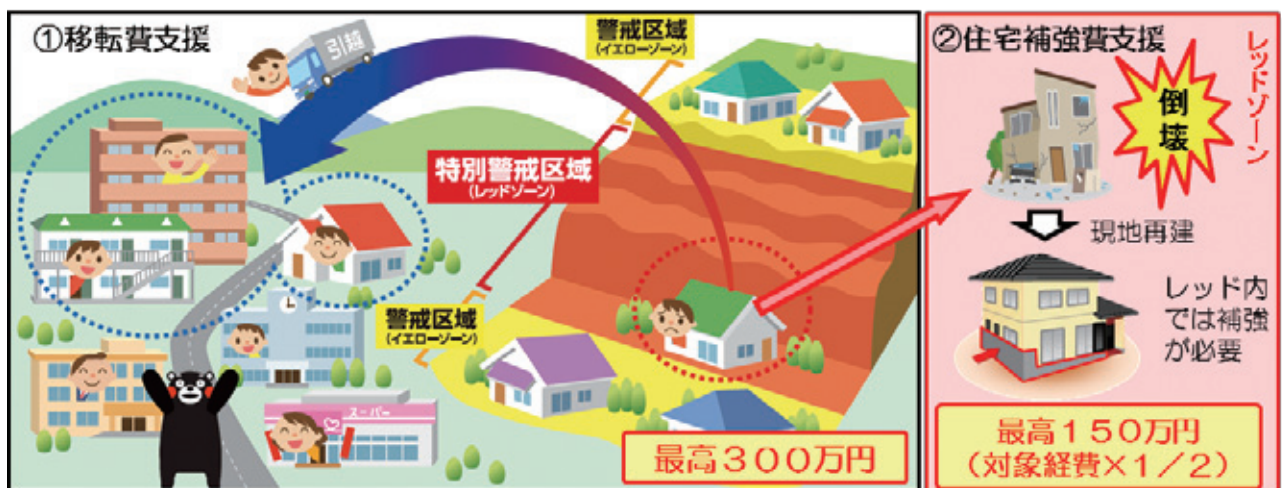 ①移転費支援
引越
警戒区域
(イエローゾーン)
特別警戒区域
(レッドゾーン)
警戒区域
(イエローゾーン)
スーパー
最高３００万円
②住宅補強費支援
レッドゾーン
倒壊
現地再建
レッド内
では補強
が必要
最高１５０万円
（対象経費×１／２）